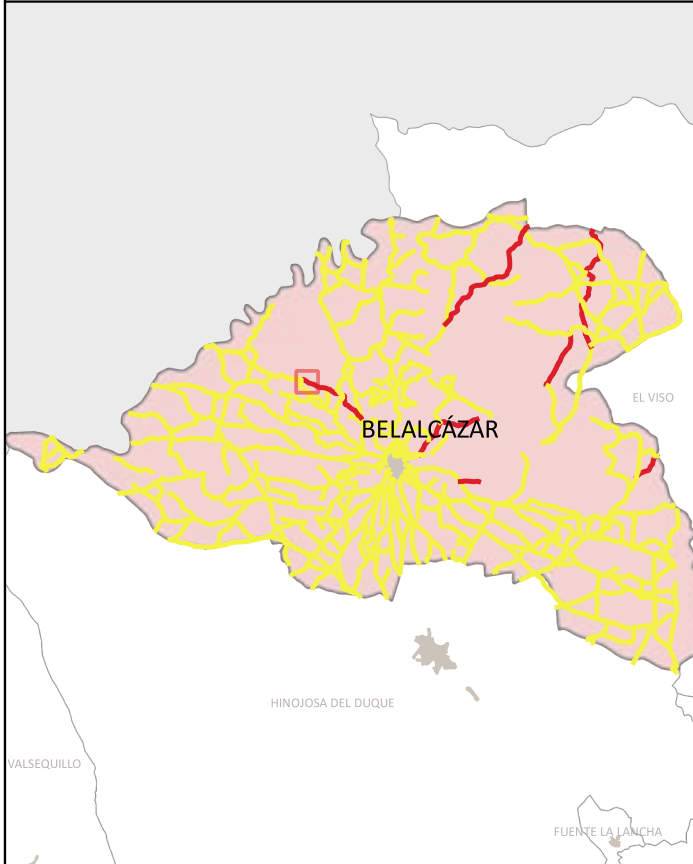 EL VISO
BELALCÁZAR
HINOJOSA DEL DUQUE
VALSEQUILLO
FUENTE LA LANCHA